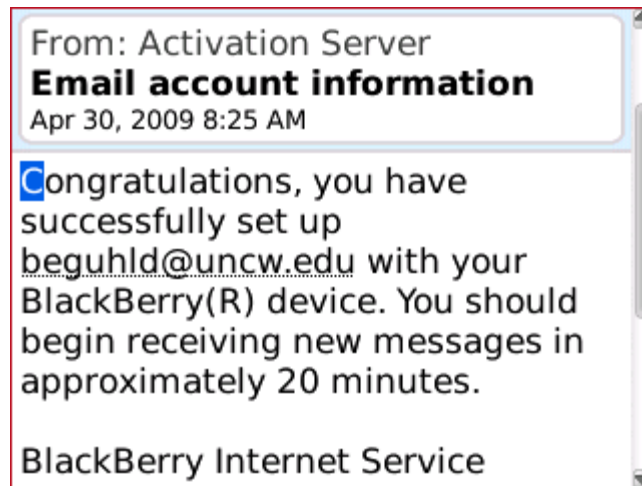 From: Activation Server
Email account information
Apr 30, 2009 8:25 AM
Congratulations, you have
successfully set up
beguhld@uncw.edu with your
BlackBerry(R) device. You should
begin receiving new messages in
approximately 20 minutes.
BlackBerry Internet Service